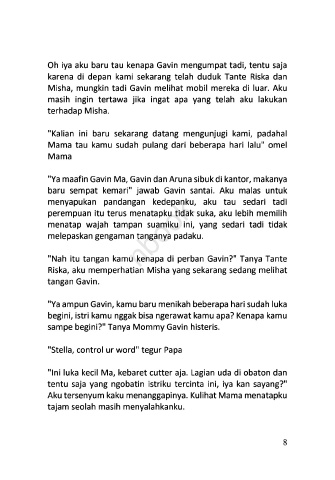 Oh iya aku baru tau kenapa Gavin mengumpat tadi, tentu saja
karena di depan kami sekarang telah duduk Tante Riska dan
Misha, mungkin tadi Gavin melihat mobil mereka di luar. Aku
masih ingin tertawa jika ingat apa yang telah aku lakukan
terhadap Misha.
"Kalian ini baru sekarang datang mengunjugi kami, padahal
Mama tau kamu sudah pulang dari beberapa hari lalu" omel
Mama
"Ya maafin Gavin Ma, Gavin dan Aruna sibuk di kantor, makanya
baru sempat kemari" jawab Gavin santai. Aku malas untuk
menyapukan pandangan kedepanku, aku tau sedari tadi
perempuan itu terus menatapku tidak suka, aku lebih memilih
menatap wajah tampan suamiku ini, yang sedari tadi tidak
melepaskan gengaman tanganya padaku.
"Nah itu tangan kamu kenapa di perban Gavin?" Tanya Tante
Riska, aku memperhatian Misha yang sekarang sedang melihat
tangan Gavin.
"Ya ampun Gavin, kamu baru menikah beberapa hari sudah luka
begini, istri kamu nggak bisa ngerawat kamu apa? Kenapa kamu
sampe begini?" Tanya Mommy Gavin histeris.
"Stella, control ur word" tegur Papa
"Ini luka kecil Ma, kebaret cutter aja. Lagian uda di obaton dan
tentu saja yang ngobatin istriku tercinta ini, iya kan sayang?"
Aku tersenyum kaku menanggapinya. Kulihat Mama menatapku
tajam seolah masih menyalahkanku.
8